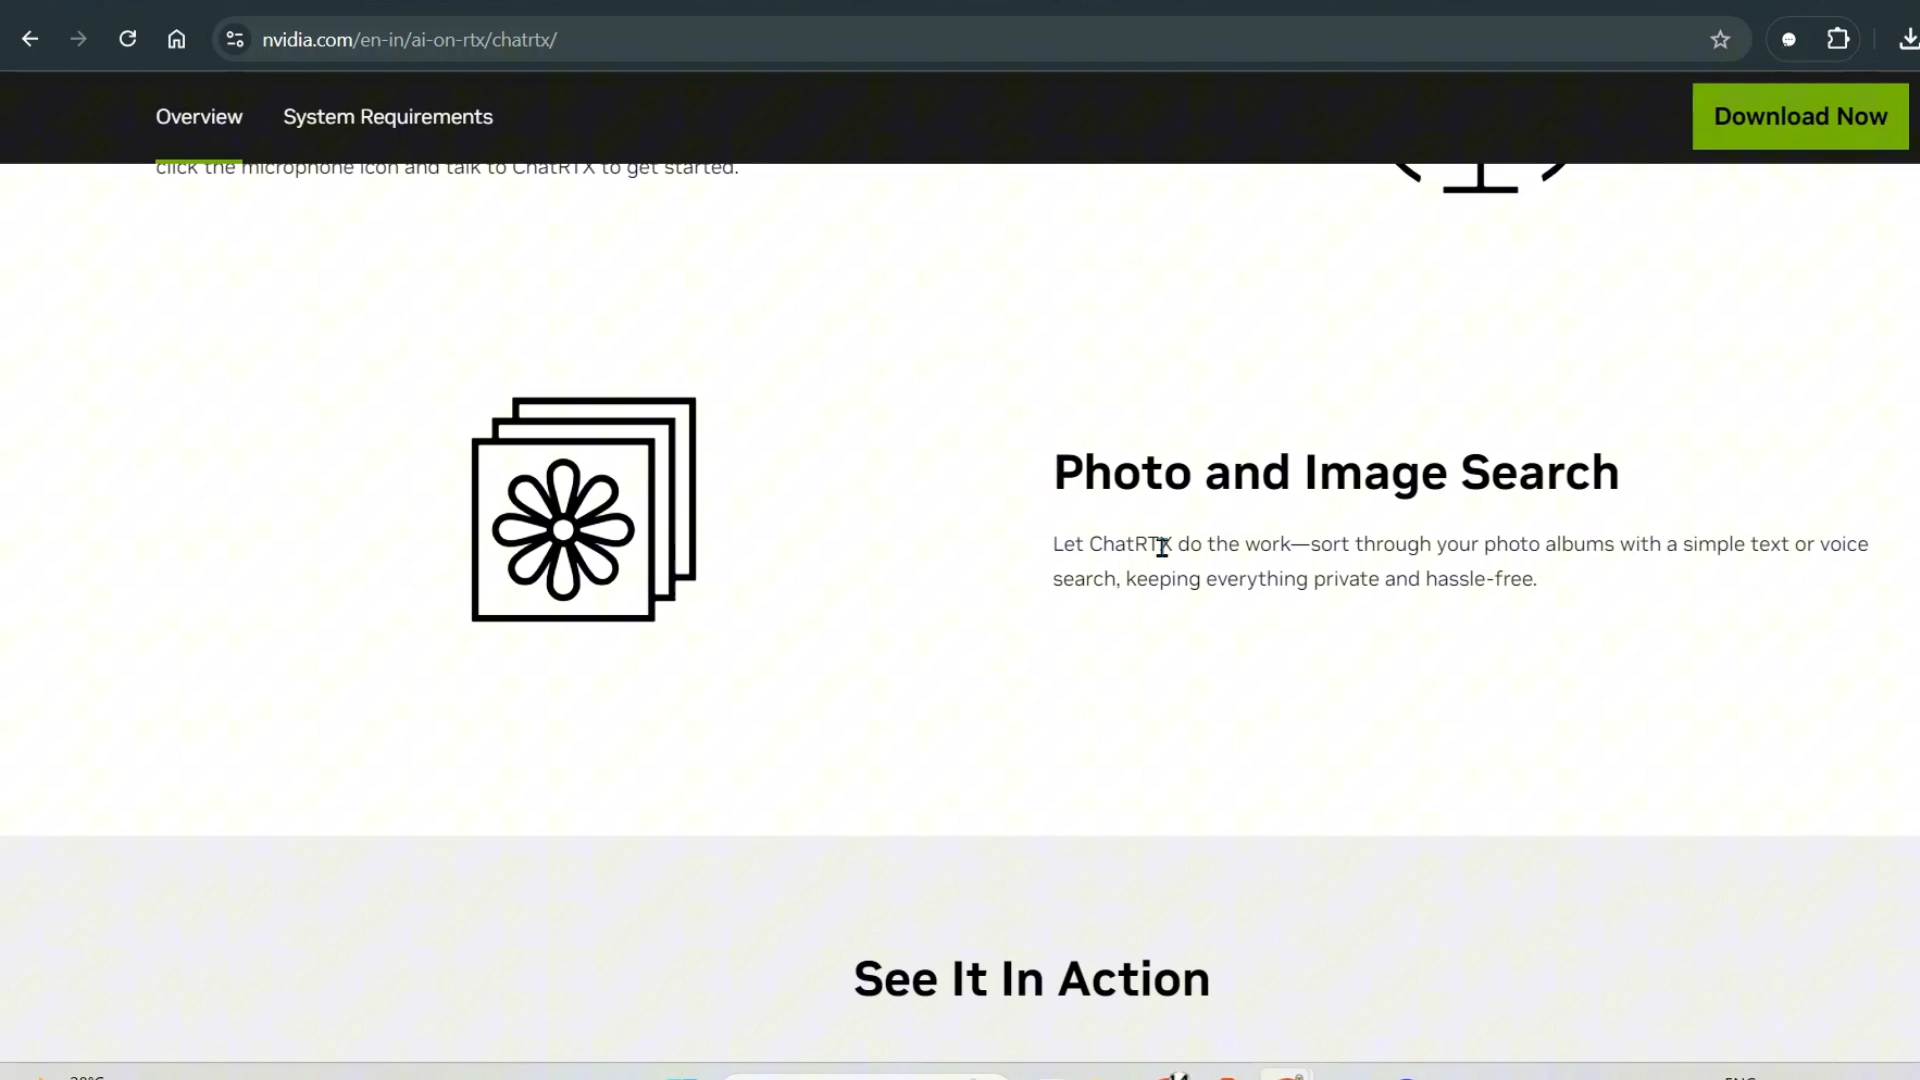 nvidia.com/en-in/ai-on-rtx/chatrtx/
Overview
System Requirements
Download Now
click the microphone icon and talk to ChatRTX to get started.
Photo and Image Search
Let ChatRTX do the work—sort through your photo albums with a simple text or voice
search, keeping everything private and hassle-free.
See It In Action